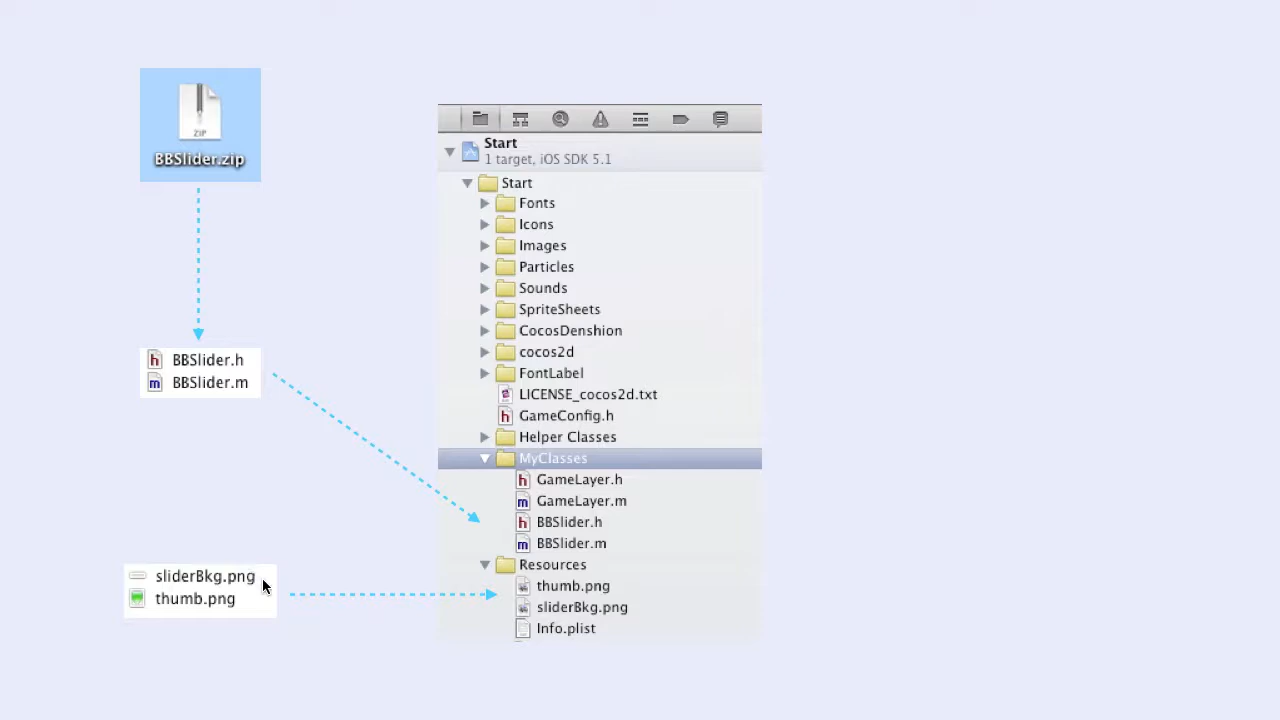 ZIP
BBSlider.zip
BBSlider.h
BBSlider.m
sliderBkg.png
thumb.png
Start
1 target, iOS SDK 5.1
Start
Fonts
Icons
Images
Particles
Sounds
SpriteSheets
CocosDenshion
cocos2d
FontLabel
LICENSE_cocos2d.txt
h GameConfig.h
Helper Classes
MyClasses
h GameLayer.h
m GameLayer.m
h BBSlider.h
m BBSlider.m
Resources
thumb.png
sliderBkg.png
Info.plist